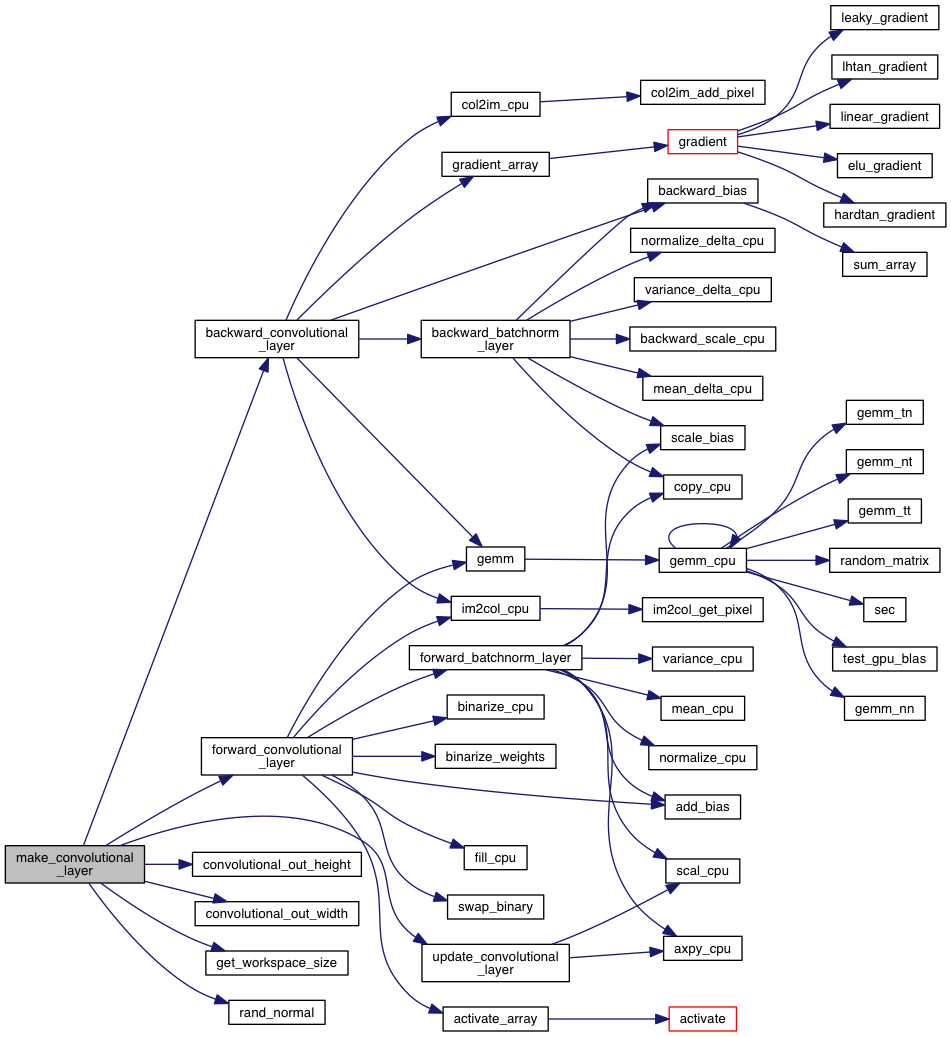 leaky_gradient
lhtan_gradient
col2im_add_pixel
col2im_cpu
linear_gradient
gradient
gradient_array
elu_gradient
backward_bias
hardtan_gradient
normalize_delta_cpu
sum_array
variance_delta_cpu
backward_convolutional
_layer
backward_batchnorm
_layer
backward_scale_cpu
mean_delta_cpu
gemm_tn
scale_bias
gemm_nt
copy_cpu
gemm_tt
gemm
gemm_cpu
random_matrix
im2col_cpu
im2col_get_pixel
sec
forward_batchnorm_layer
variance_cpu
test_gpu_blas
binarize_cpu
mean_cpu
gemm_nn
forward_convolutional
_layer
binarize_weights
normalize_cpu
add_bias
make_convolutional
_layer
convolutional_out_height
fill_cpu
scal_cpu
convolutional_out_width
swap_binary
get_workspace_size
update_convolutional
_layer
axpy_cpu
rand_normal
activate_array
activate